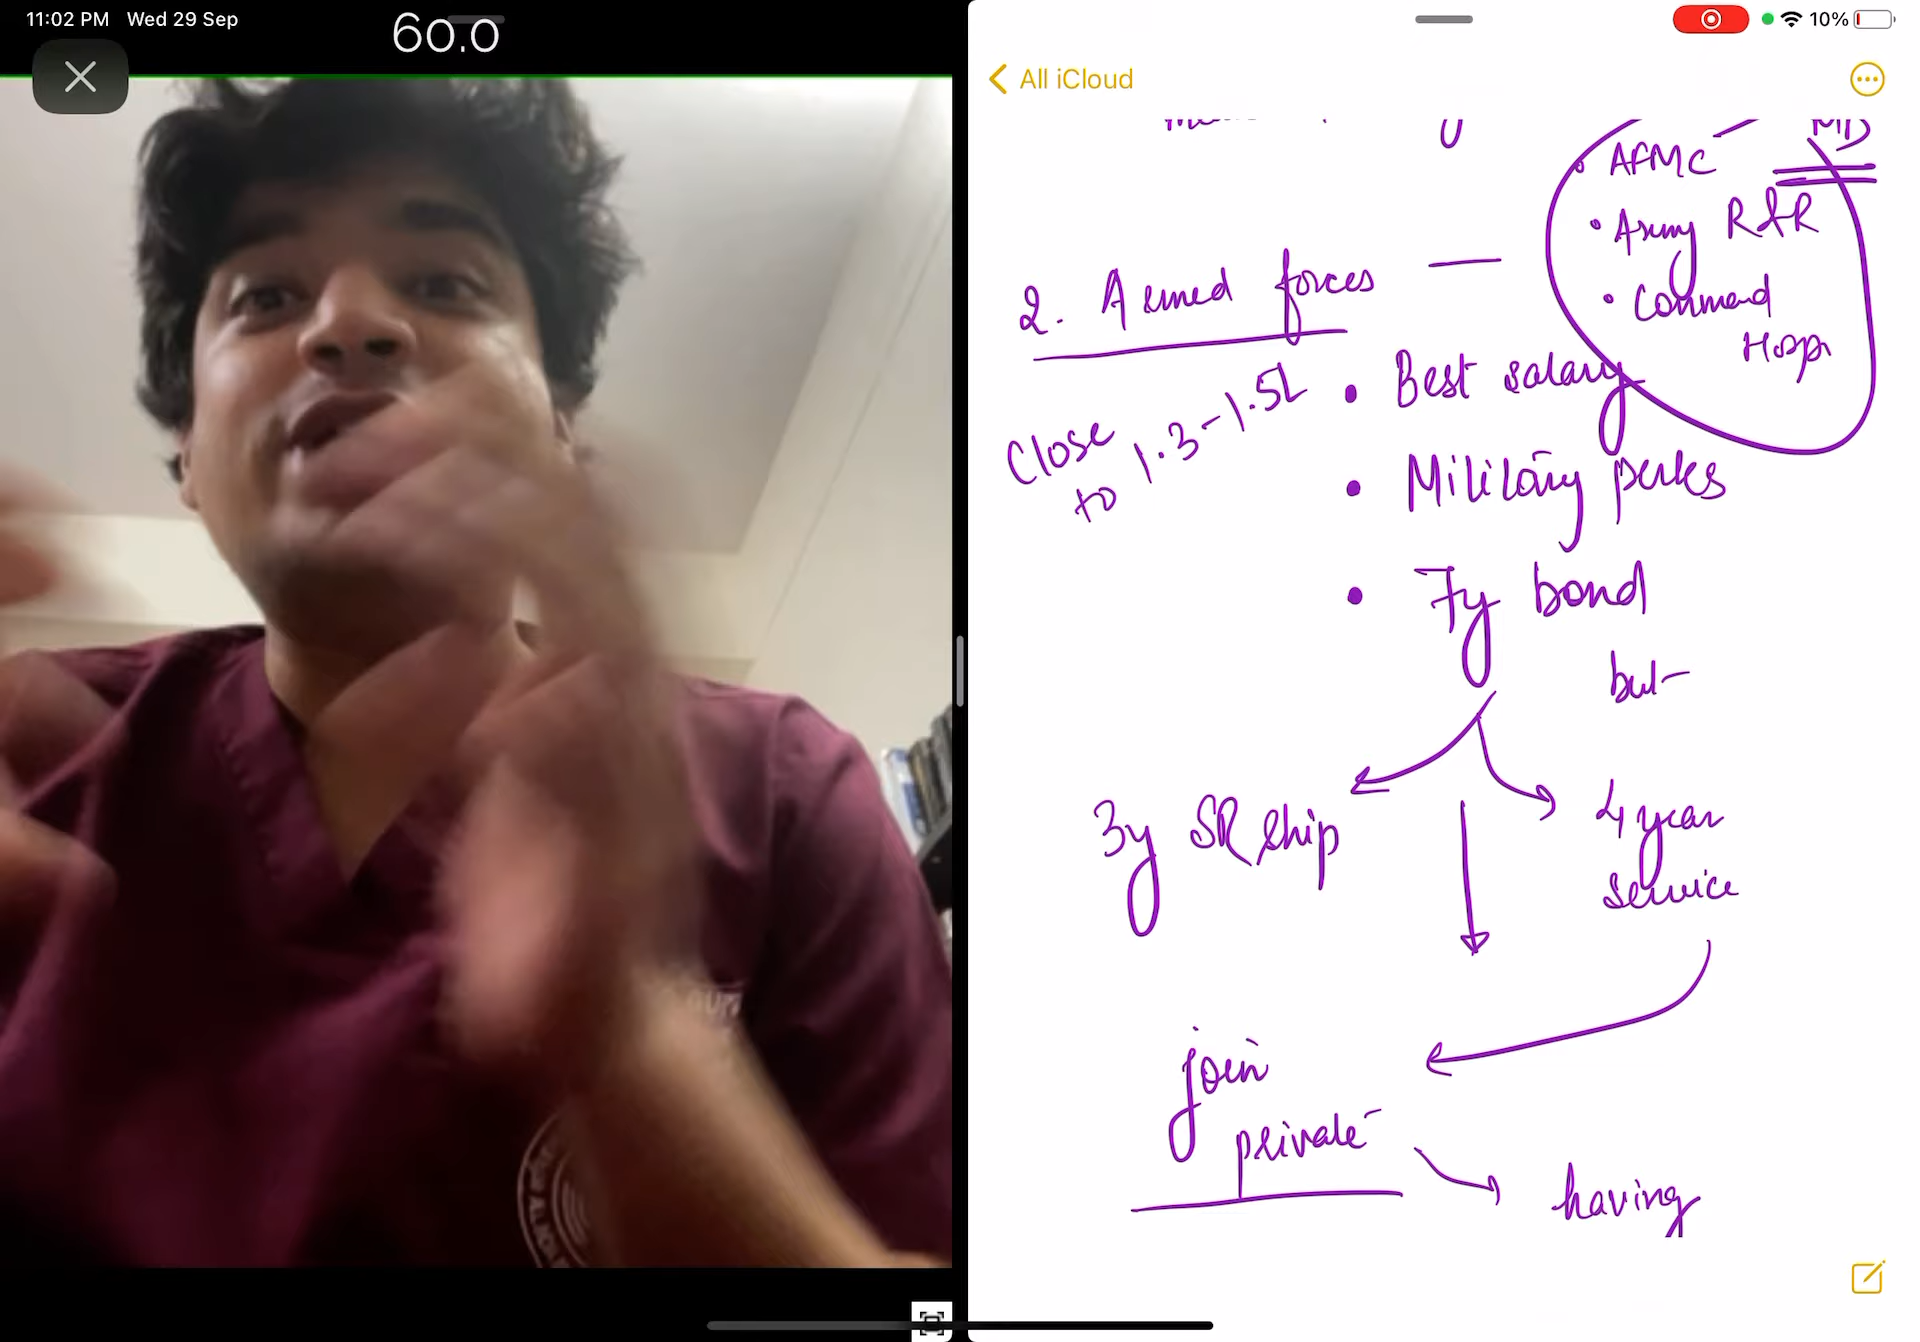 11:02 PM Wed 29 Sep
60.0
10%
All iCloud
MD
• AFMC
• Army R&R
• Command
Hosp
2. Armed forces
Close
to 1.3-1.5L
• Best salary
• Military perks
• 7y bond
but
3y SR ship
4 year
service
join
private
having